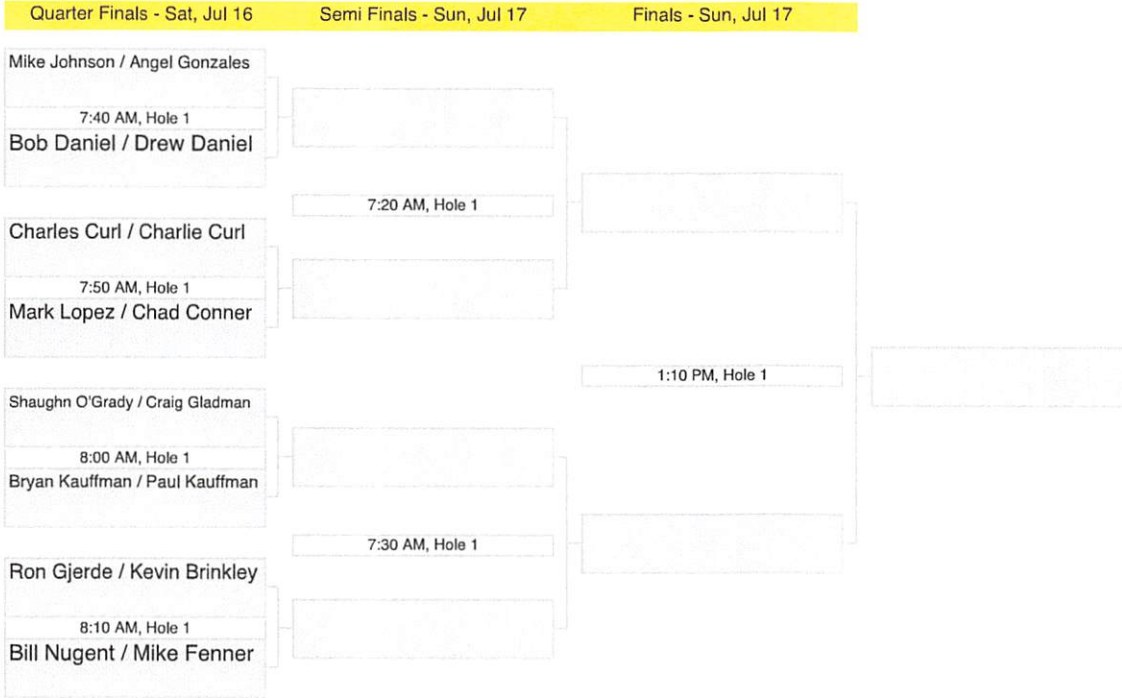 Quarter Finals - Sat, Jul 16
Semi Finals - Sun, Jul 17
Finals - Sun, Jul 17
Mike Johnson / Angel Gonzales
7:40 AM, Hole 1
Bob Daniel / Drew Daniel
7:20 AM, Hole 1
Charles Curl / Charlie Curl
7:50 AM, Hole 1
Mark Lopez / Chad Conner
1:10 PM, Hole 1
Shaughn O'Grady / Craig Gladman
8:00 AM, Hole 1
Bryan Kauffman / Paul Kauffman
7:30 AM, Hole 1
Ron Gjerde / Kevin Brinkley
8:10 AM, Hole 1
Bill Nugent / Mike Fenner